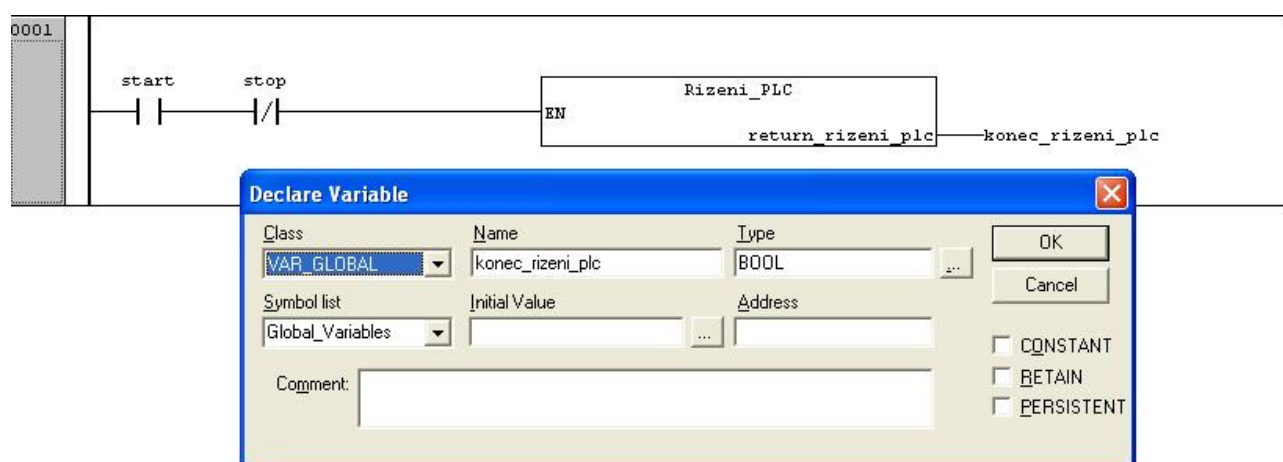 0001
start stop
Rizeni_PLC
EN
return_rizeni_plc konec_rizeni_plc
Declare Variable
Class Name Type
VAR_GLOBAL konec_rizeni_plc BOOL ... OK
Cancel
Symbol list Initial Value Address
Global_Variables ...
CONSTANT
Comment: RETAIN
PERSISTENT